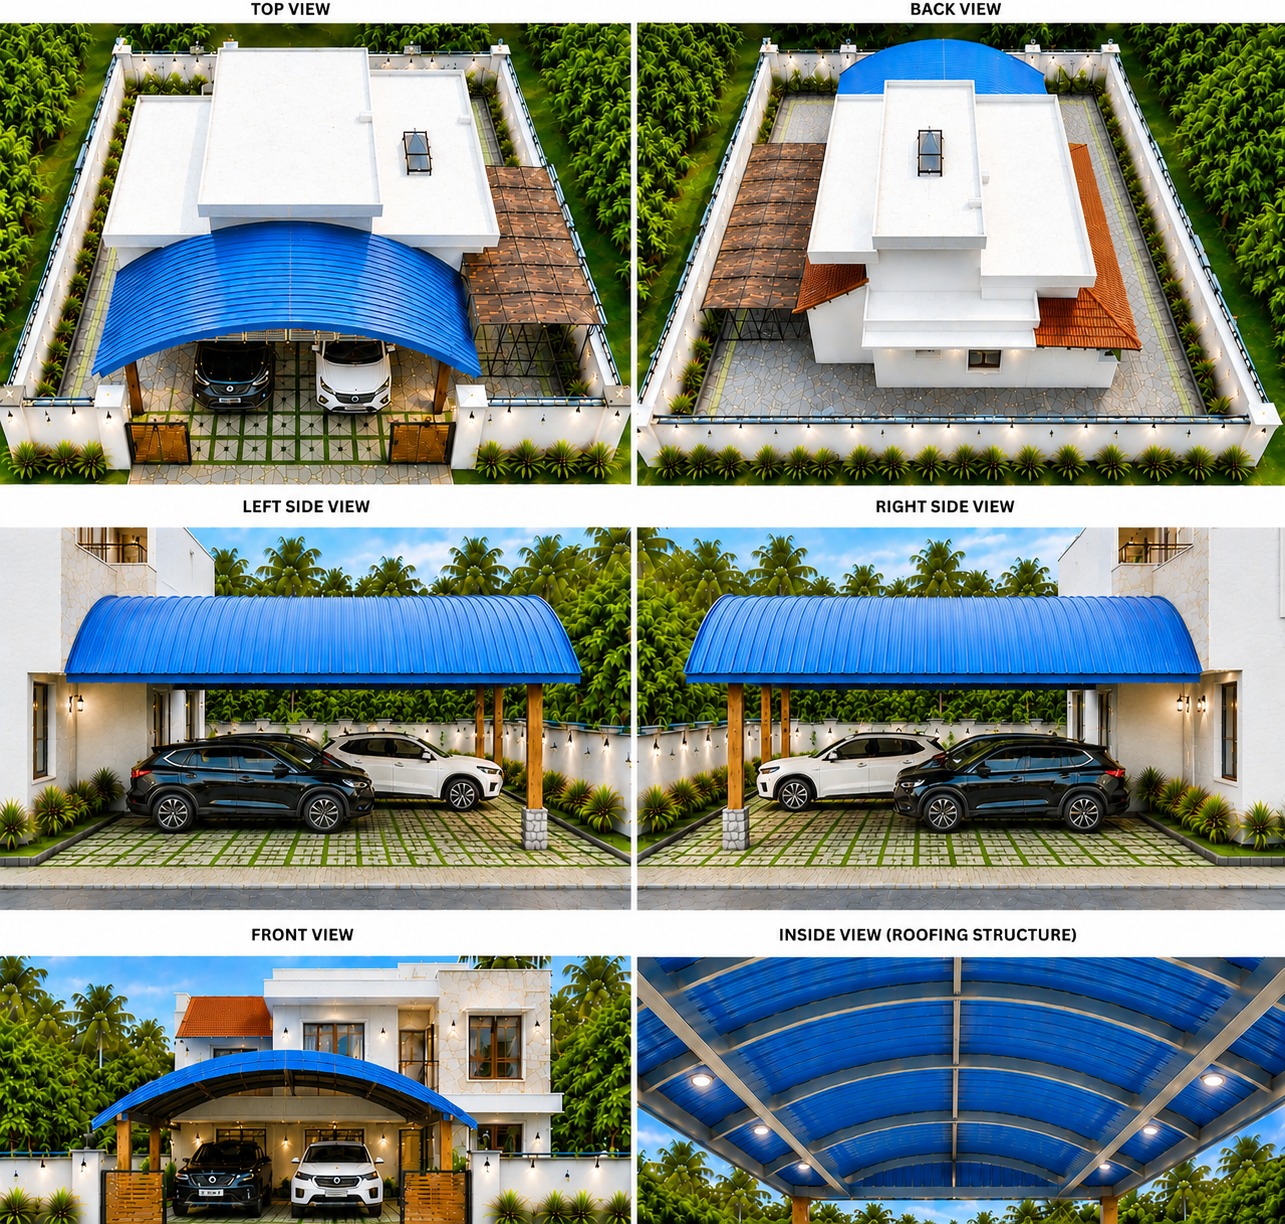 TOP VIEW
BACK VIEW
LEFT SIDE VIEW
RIGHT SIDE VIEW
FRONT VIEW
INSIDE VIEW (ROOFING STRUCTURE)